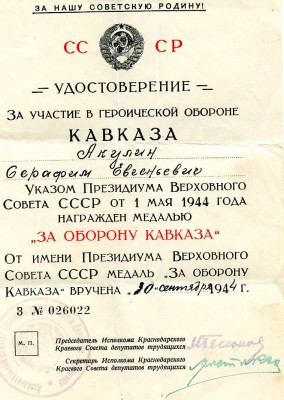 ЗА НАШУ СОВЕТСКУЮ РОДИНУ!
СС СР
УДОСТОВЕРЕНИЕ
ЗА УЧАСТИЕ В ГЕРОИЧЕСКОЙ ОБОРОНЕ
КАВКАЗА
Акулин
Серафим Евсеньевич
УКАЗОМ ПРЕЗИДИУМА ВЕРХОВНОГО
СОВЕТА СССР ОТ 1 МАЯ 1944 ГОДА
НАГРАЖДЕН МЕДАЛЬЮ
„ЗА ОБОРОНУ КАВКАЗА“
ОТ ИМЕНИ ПРЕЗИДИУМА ВЕРХОВНОГО
СОВЕТА СССР МЕДАЛЬ „ЗА ОБОРОНУ
КАВКАЗА“ ВРУЧЕНА „30 сентября 1944 Г.
З № 026022
М. П.
Председатель Исполкома Краснодарского
Краевого Совета депутатов трудящихся
Секретарь Исполкома Краснодарского
Краевого Совета депутатов трудящихся